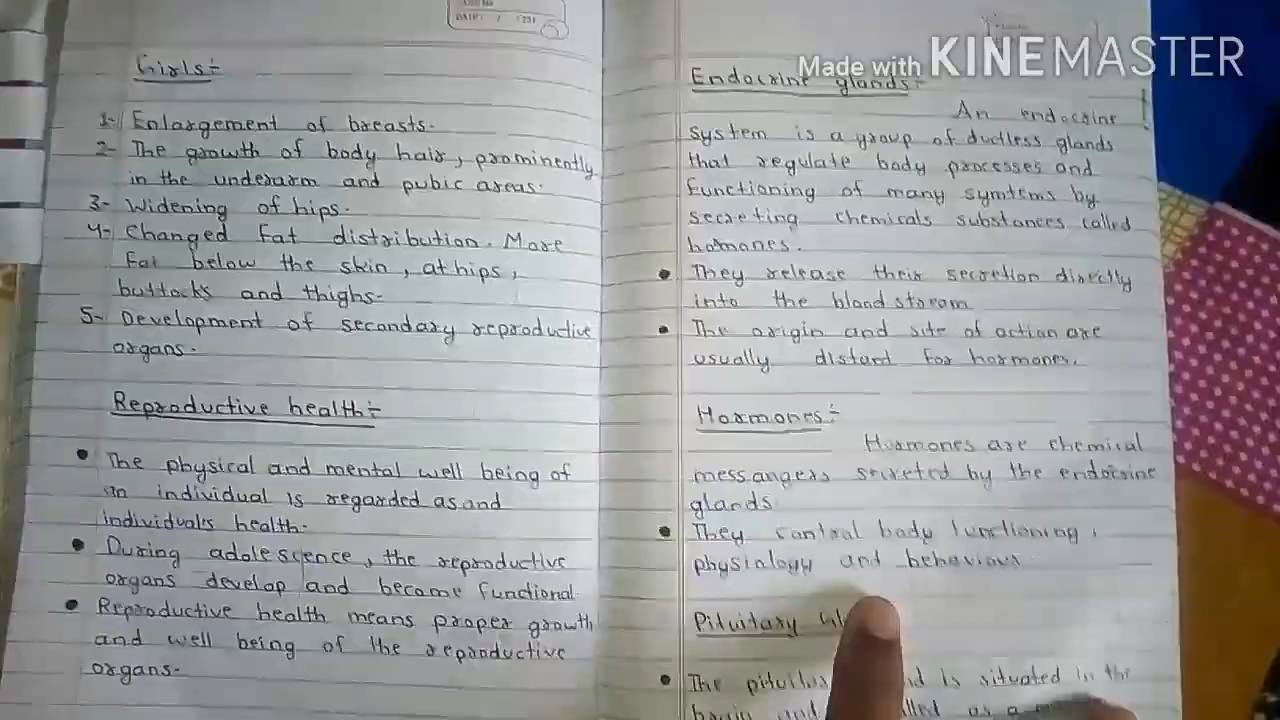 Girls:-
1- Enlargement of breasts.
2- The growth of body hair, prominently
in the underarm and pubic areas.
3- Widening of hips.
4- Changed Fat distribution. More
Fat below the skin, at hips,
buttocks and thighs.
5- Development of secondary reproductive
organs.
Reproductive health:-
• The physical and mental well being of
an individual is regarded as and
individuals health.
• During adolescence, the reproductive
organs develop and become functional.
• Reproductive health means proper growth
and well being of the reproductive
organs.
Made with KINEMASTER
Endocrine glands:-
An endocrine
system is a group of ductless glands
that regulate body processes and
functioning of many symtems by
secreting chemicals substances called
homones.
• They release their secretion directly
into the blood stream
• The origin and site of action are
usually distard for hormones.
Hormones:-
Hormones are chemical
messangers secreted by the endocrine
glands
• They control body functioning,
physiology and behaviour
Pituitary
• The is situated in the
as a